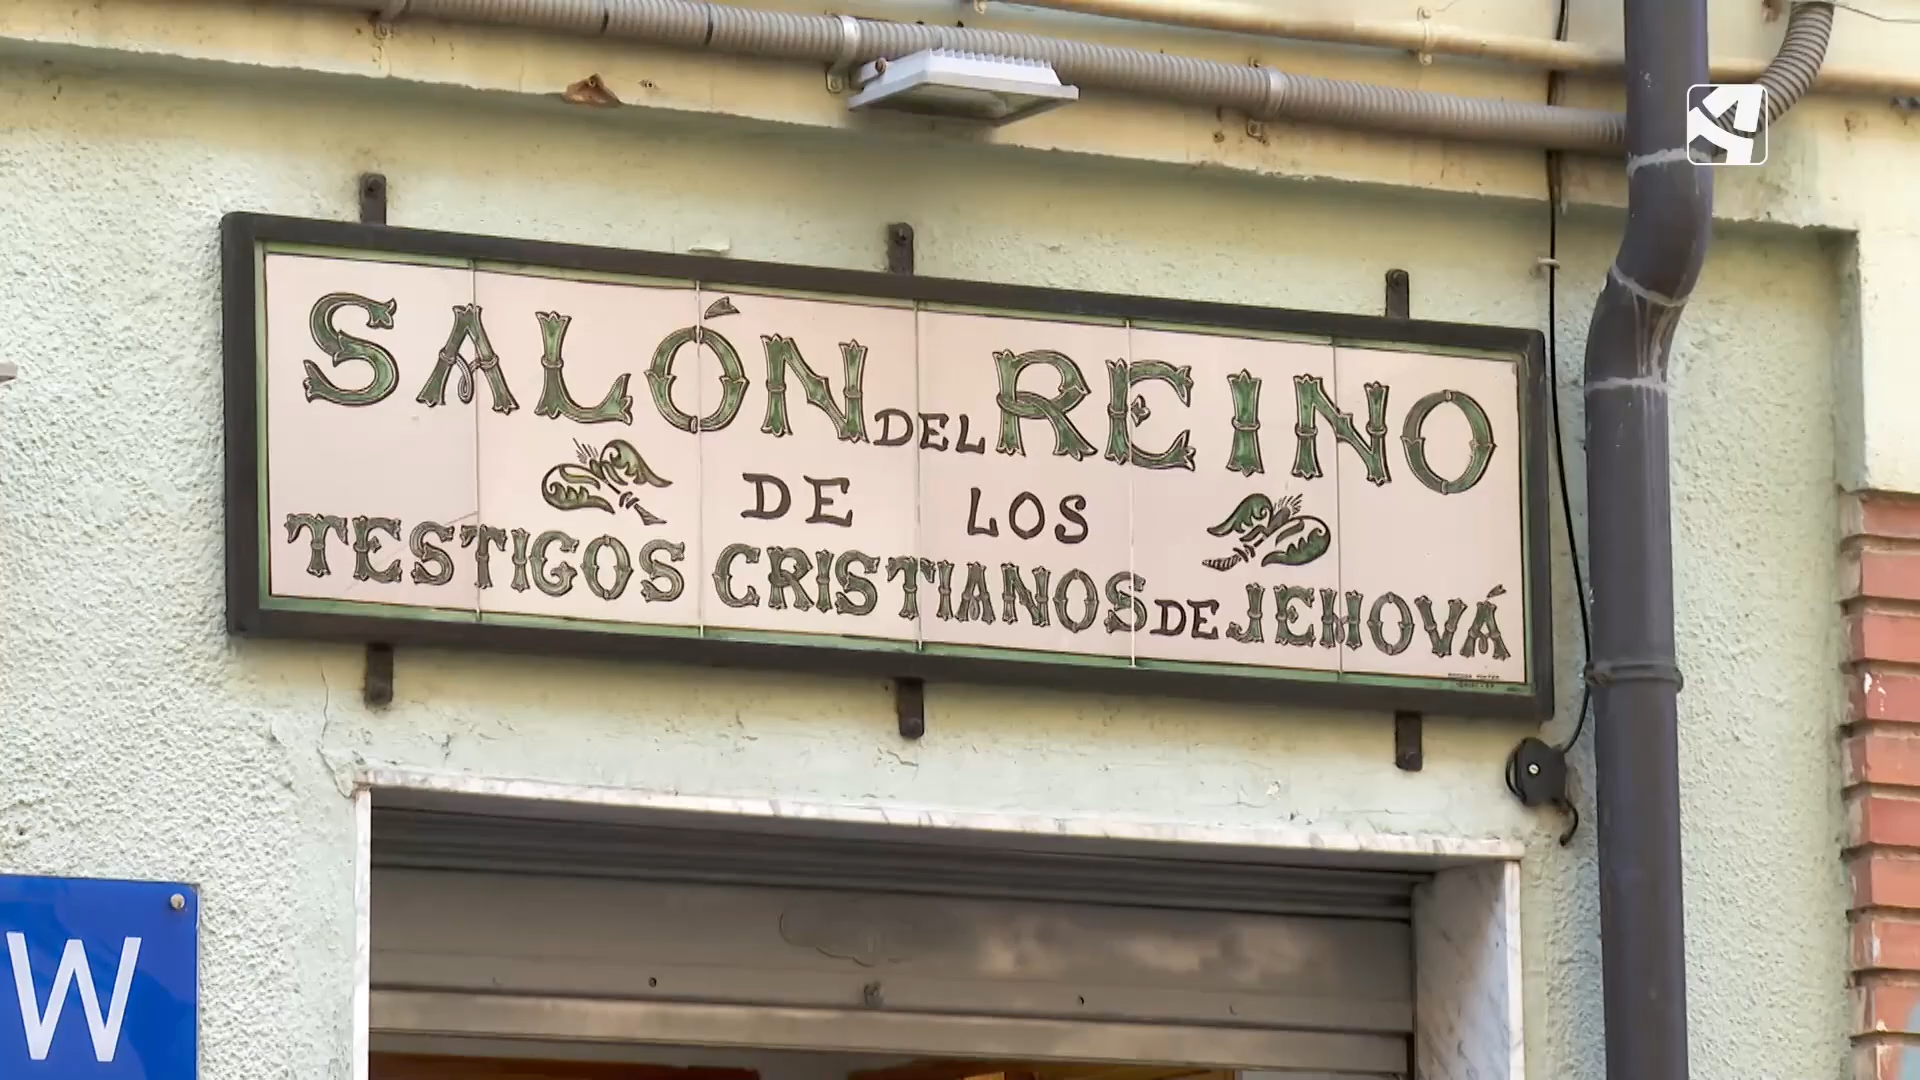 SALÓN DEL REINO
DE LOS
TESTIGOS CRISTIANOS DE JEHOVÁ
W